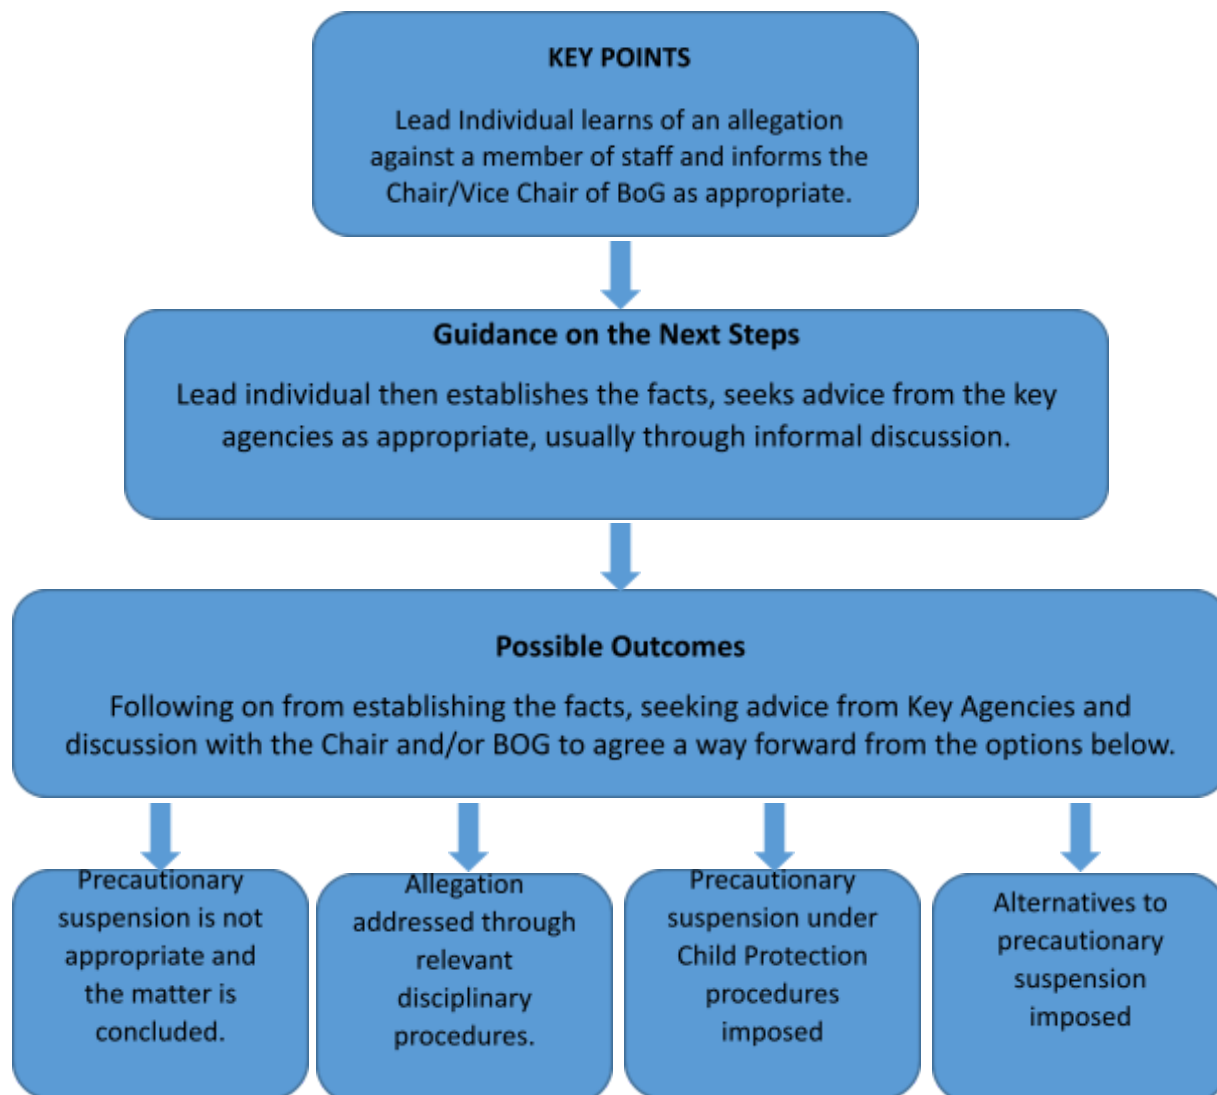 KEY POINTS
Lead Individual learns of an allegation
against a member of staff and informs the
Chair/Vice Chair of BoG as appropriate.
Guidance on the Next Steps
Lead individual then establishes the facts, seeks advice from the key
agencies as appropriate, usually through informal discussion.
Possible Outcomes
Following on from establishing the facts, seeking advice from Key Agencies and
discussion with the Chair and/or BOG to agree a way forward from the options below.
Precautionary
suspension is not
appropriate and
the matter is
concluded.
Allegation
addressed through
relevant
disciplinary
procedures.
Precautionary
suspension under
Child Protection
procedures
imposed
Alternatives to
precautionary
suspension
imposed